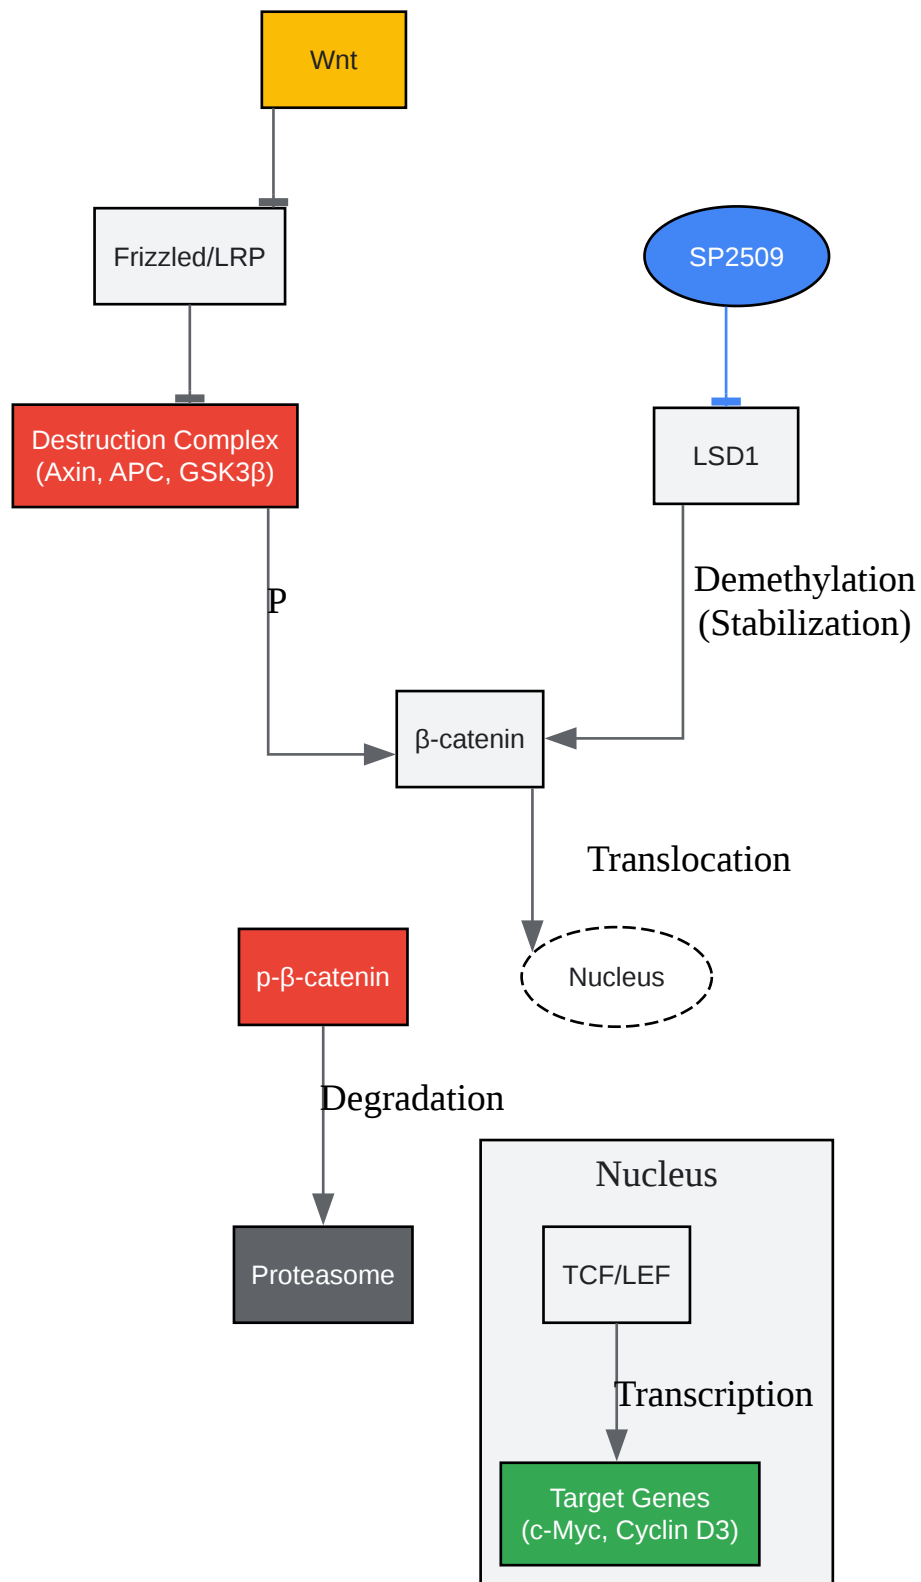 Wnt
Frizzled/LRP
SP2509
Destruction Complex
(Axin, APC, GSK3β)
LSD1
P
Demethylation
(Stabilization)
β-catenin
Translocation
p-β-catenin
Nucleus
Degradation
Nucleus
Proteasome
TCF/LEF
Transcription
Target Genes
(c-Myc, Cyclin D3)